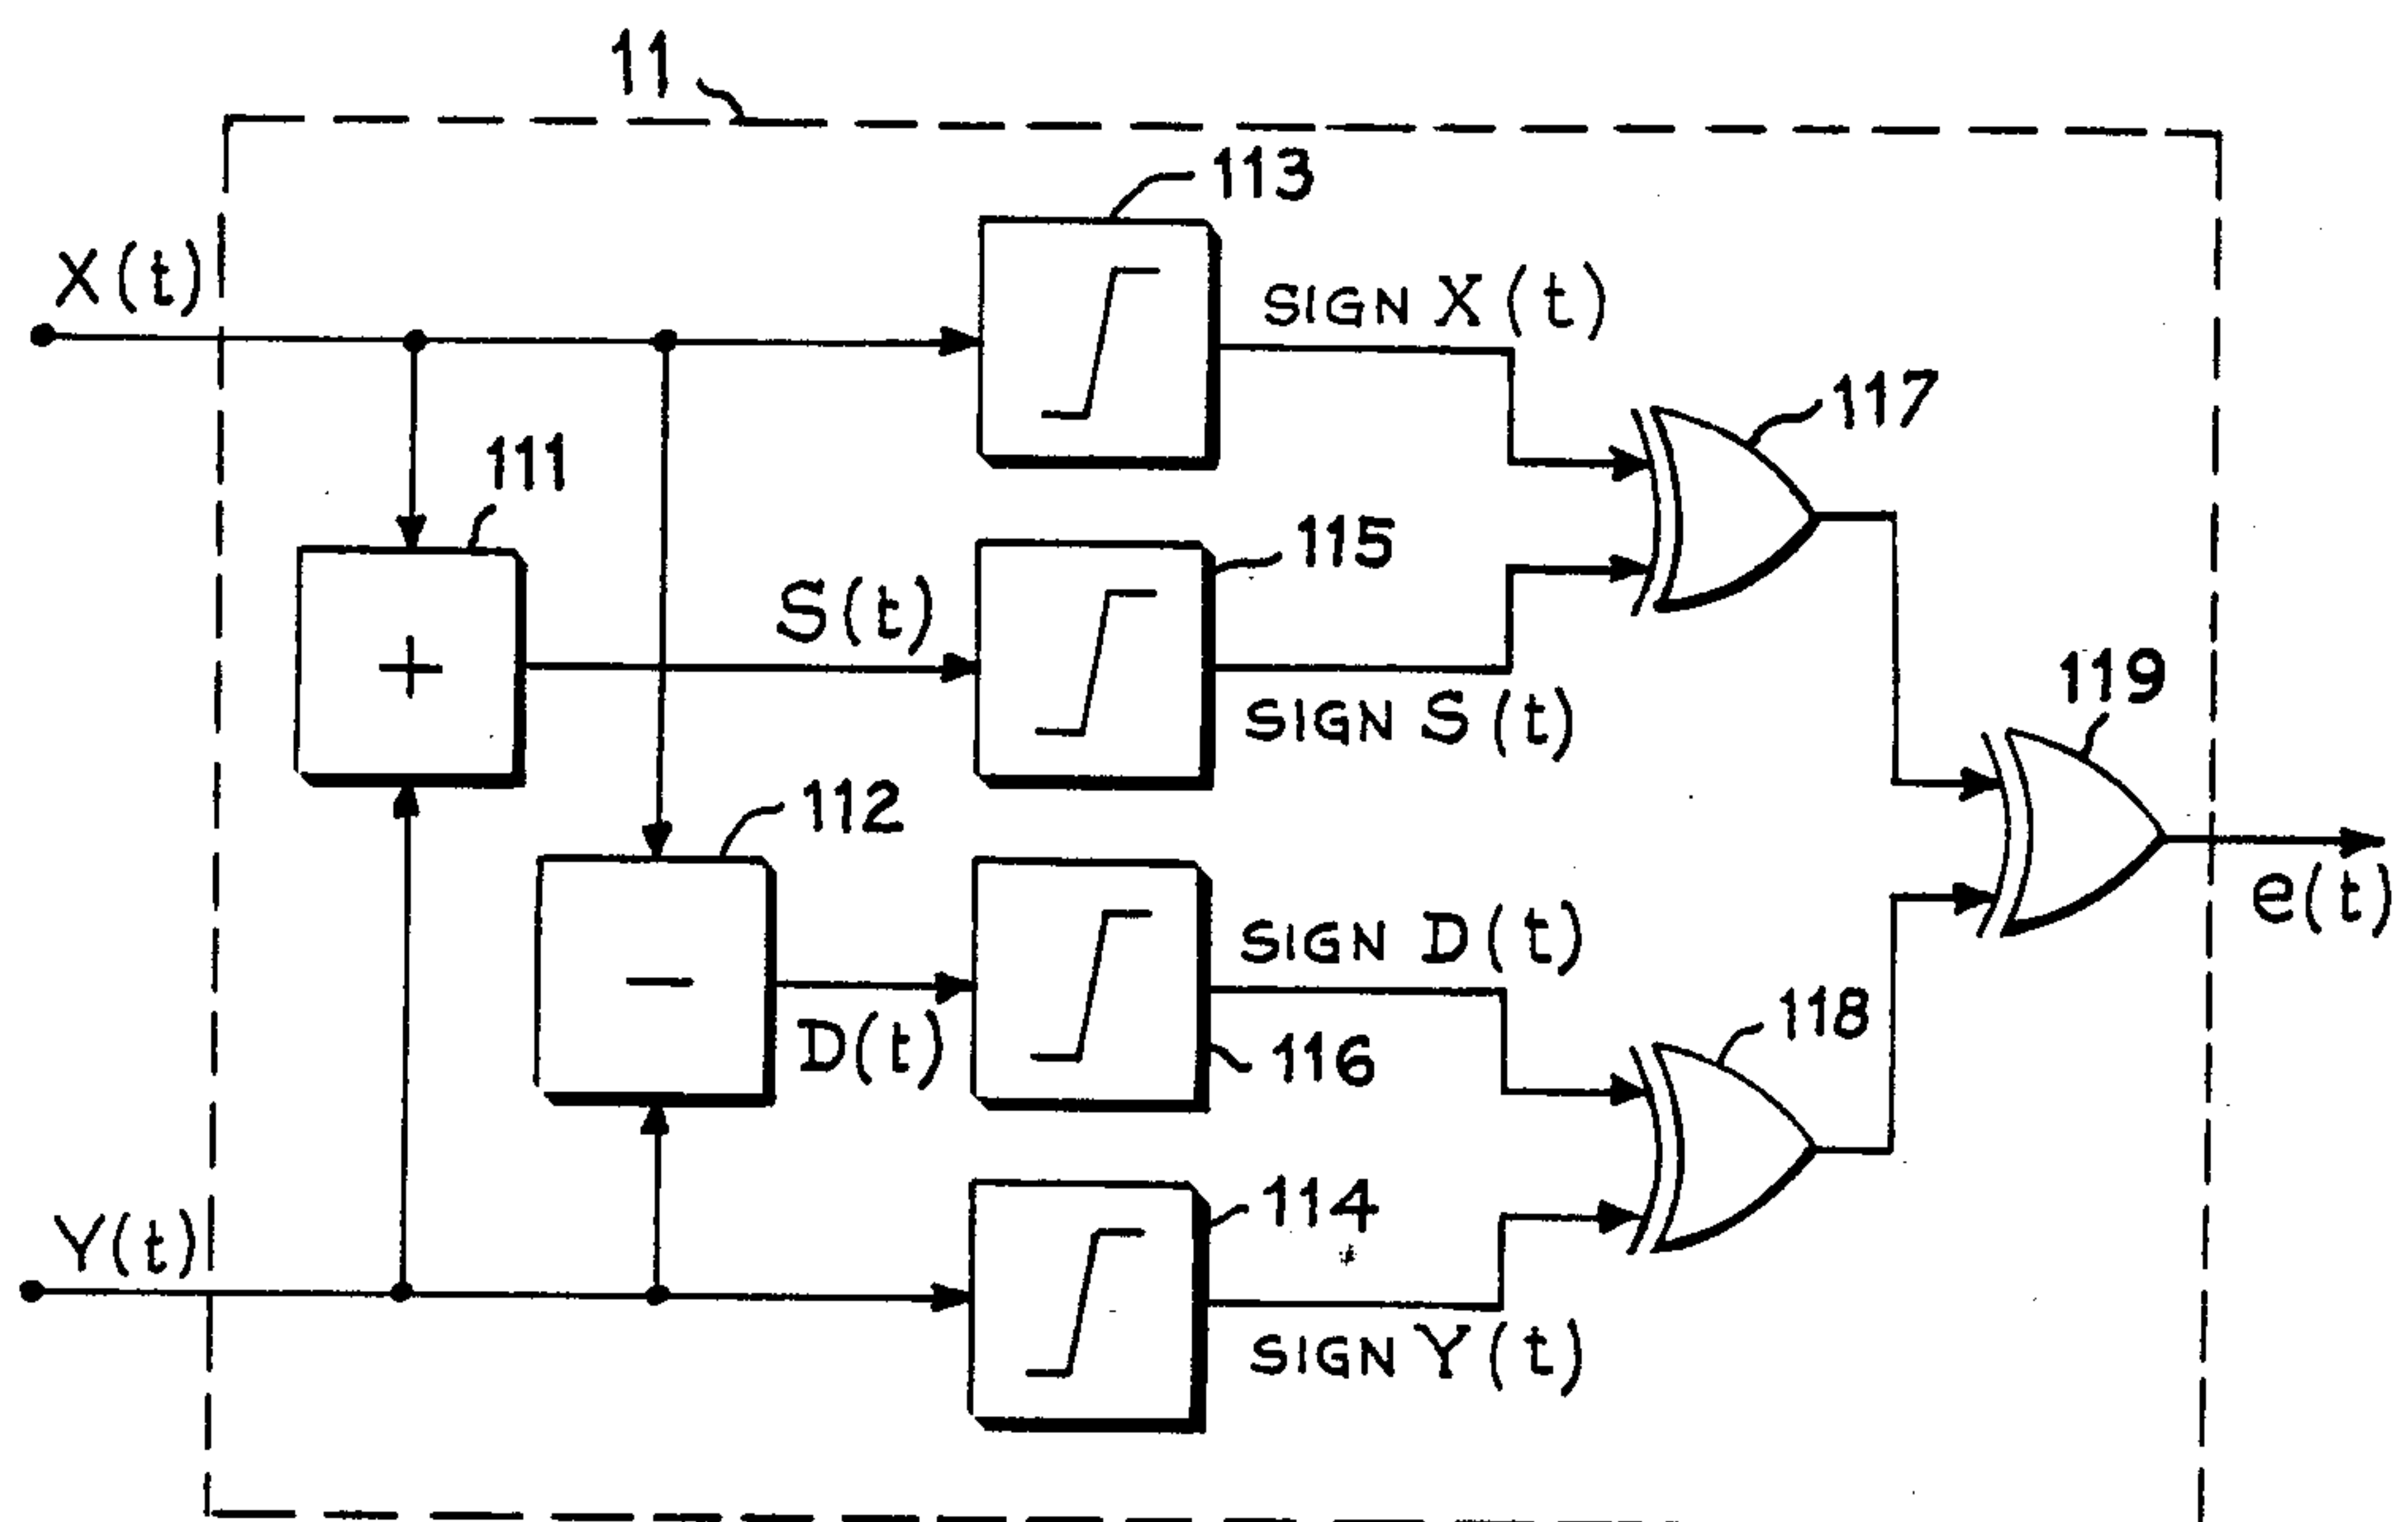 11
113
X(t)
SIGN X(t)
117
111
115
S(t)
+
SIGN S(t)
119
112
SIGN D(t)
e(t)
−
D(t)
116
118
114
Y(t)
SIGN Y(t)